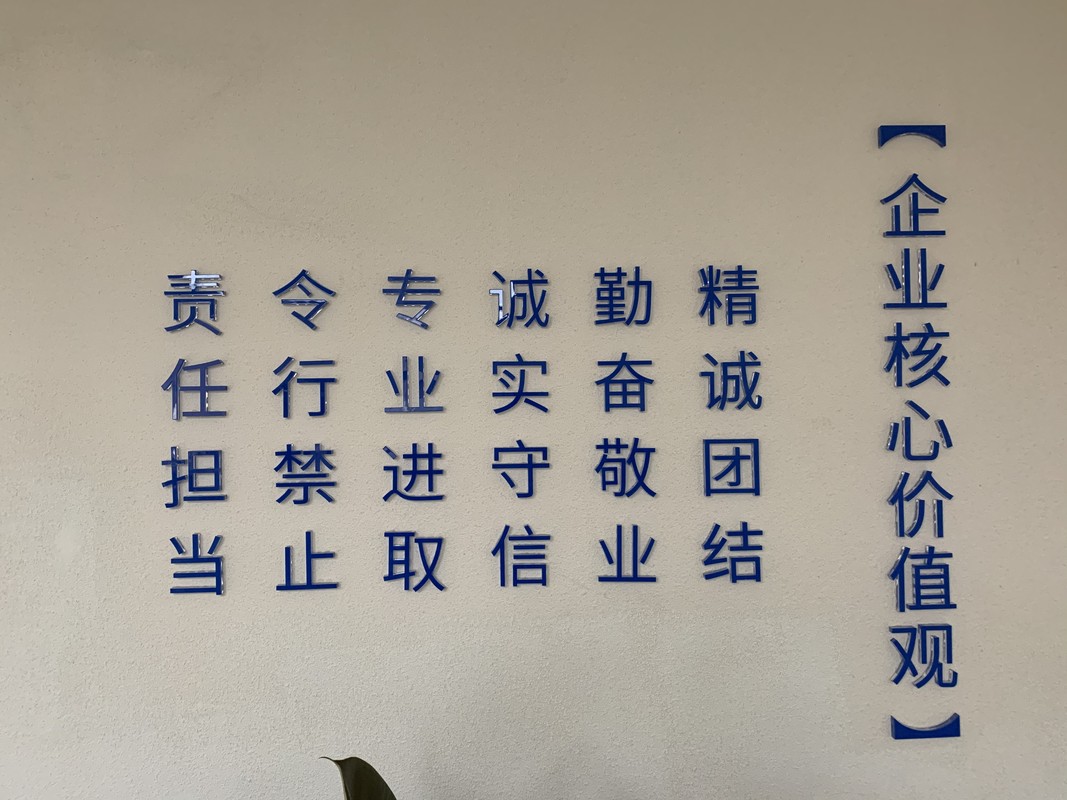 【企业核心价值观】
精诚团结
勤奋敬业
诚实守信
专业进取
令行禁止
责任担当